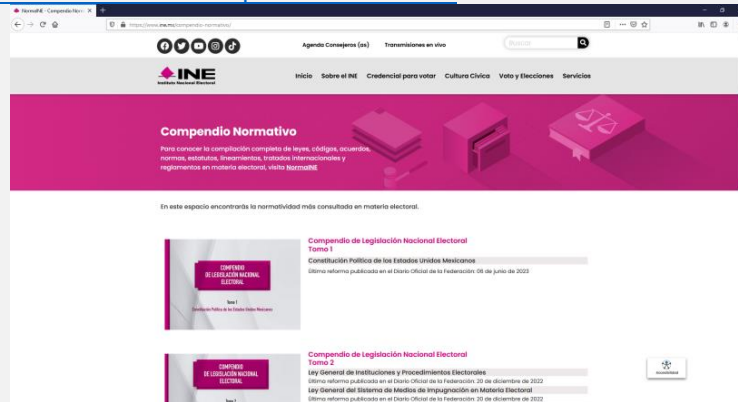 NormaINE - Compendio Norm
https://www.ine.mx/compendio-normativo/
Agenda Consejeros (as) Transmisiones en vivo Buscar
INE
Instituto Nacional Electoral
Inicio Sobre el INE Credencial para votar Cultura Cívica Voto y Elecciones Servicios
Compendio Normativo
Para conocer la compilación completa de leyes, códigos, acuerdos,
normas, estatutos, lineamientos, tratados internacionales y
reglamentos en materia electoral, visita NormaINE
En este espacio encontrarás la normatividad más consultada en materia electoral.
COMPENDIO
DE LEGISLACIÓN NACIONAL
ELECTORAL
Tomo 1
Constitución Política de los Estados Unidos Mexicanos
Compendio de Legislación Nacional Electoral
Tomo 1
Constitución Política de los Estados Unidos Mexicanos
Última reforma publicada en el Diario Oficial de la Federación: 06 de junio de 2023
COMPENDIO
DE LEGISLACIÓN NACIONAL
ELECTORAL
Compendio de Legislación Nacional Electoral
Tomo 2
Ley General de Instituciones y Procedimientos Electorales
Última reforma publicada en el Diario Oficial de la Federación: 20 de diciembre de 2022
Ley General del Sistema de Medios de Impugnación en Materia Electoral
Última reforma publicada en el Diario Oficial de la Federación: 20 de diciembre de 2022
Accesibilidad